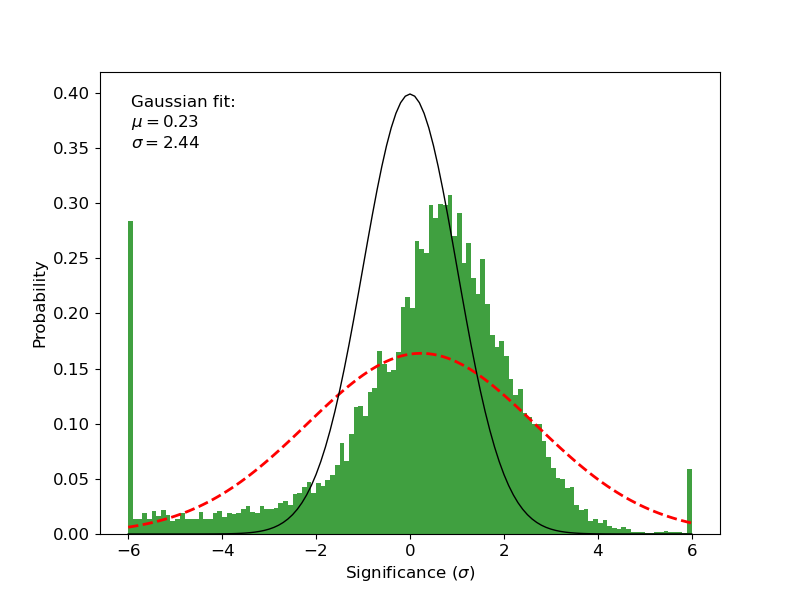 Gaussian fit:
μ = 0.23
σ = 2.44
Probability
0.40
0.35
0.30
0.25
0.20
0.15
0.10
0.05
0.00
−6 −4 −2 0 2 4 6
Significance (σ)